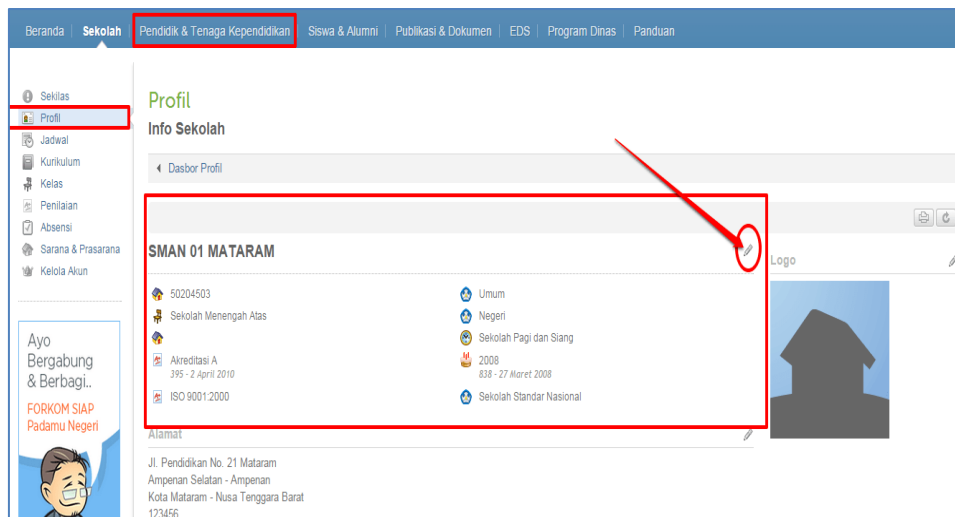 Beranda Sekolah Pendidik & Tenaga Kependidikan Siswa & Alumni Publikasi & Dokumen EDS Program Dinas Panduan
Sekilas
Profil
Jadwal
Kurikulum
Kelas
Penilaian
Absensi
Sarana & Prasarana
Kelola Akun
Ayo
Bergabung
& Berbagi..
FORKOM SIAP
Padamu Negeri
Profil
Info Sekolah
Dasbor Profil
SMAN 01 MATARAM
50204503
Sekolah Menengah Atas
Akreditasi A
395 - 2 April 2010
ISO 9001:2000
Umum
Negeri
Sekolah Pagi dan Siang
2008
838 - 27 Maret 2008
Sekolah Standar Nasional
Logo
Alamat
Jl. Pendidikan No. 21 Mataram
Ampenan Selatan - Ampenan
Kota Mataram - Nusa Tenggara Barat
123456